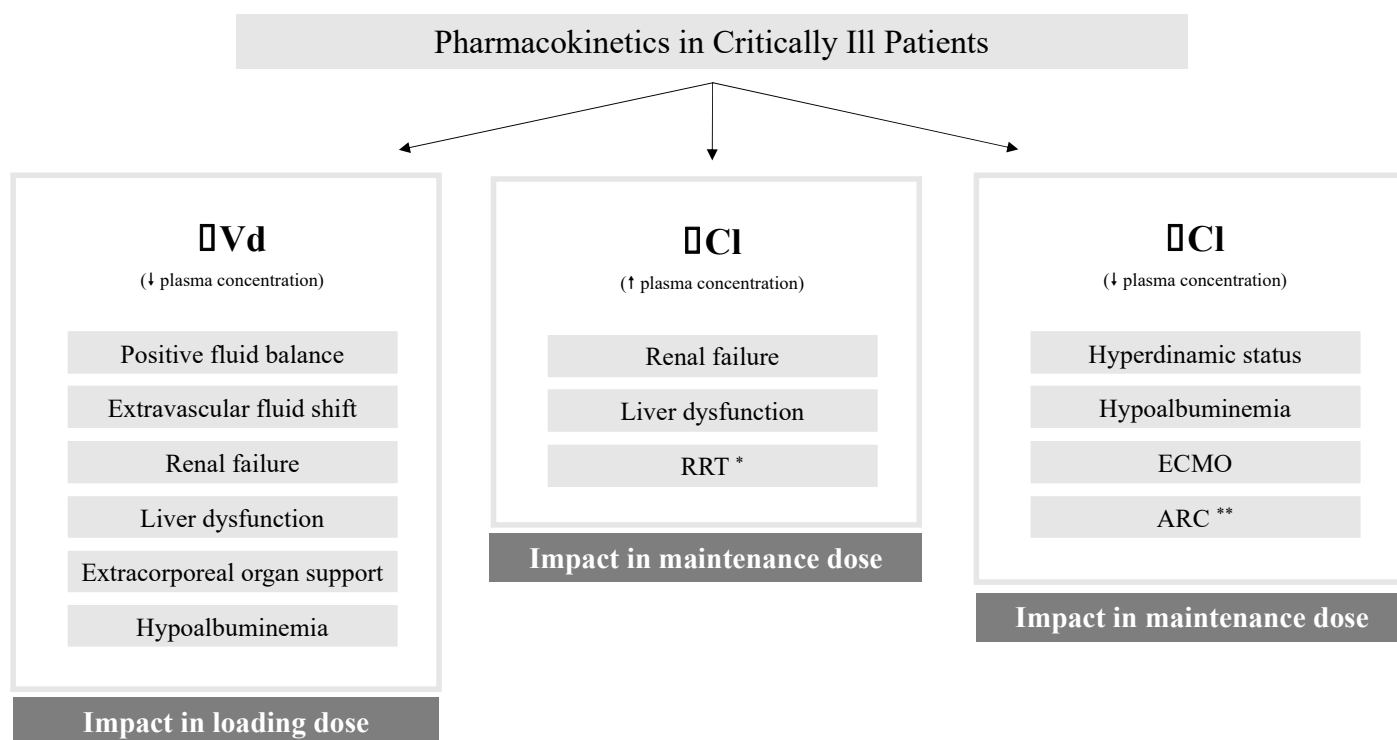 Pharmacokinetics in Critically Ill Patients
▯Vd
(↓ plasma concentration)
Positive fluid balance
Extravascular fluid shift
Renal failure
Liver dysfunction
Extracorporeal organ support
Hypoalbuminemia
Impact in loading dose
▯Cl
(↑ plasma concentration)
Renal failure
Liver dysfunction
RRT *
Impact in maintenance dose
▯Cl
(↓ plasma concentration)
Hyperdinamic status
Hypoalbuminemia
ECMO
ARC **
Impact in maintenance dose